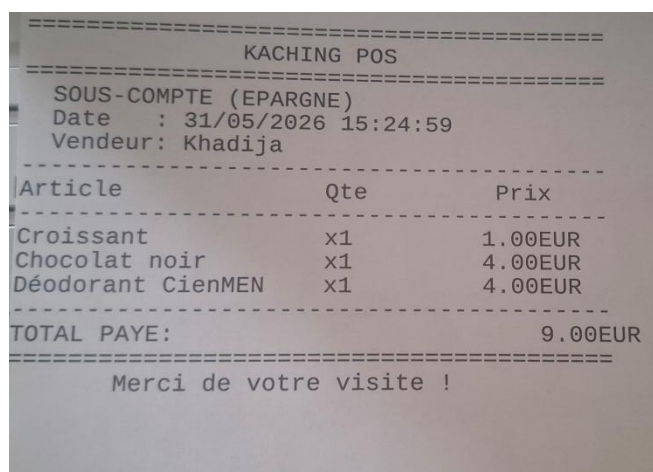 ========================================
KACHING POS
========================================
SOUS-COMPTE (EPARGNE)
Date : 31/05/2026 15:24:59
Vendeur: Khadija
----------------------------------------
Article Qte Prix
----------------------------------------
Croissant x1 1.00EUR
Chocolat noir x1 4.00EUR
Déodorant CienMEN x1 4.00EUR
----------------------------------------
TOTAL PAYE: 9.00EUR
========================================
Merci de votre visite !